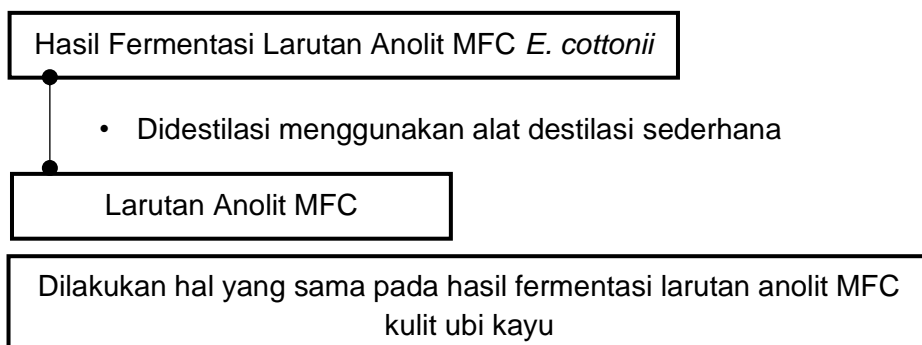 Hasil Fermentasi Larutan Anolit MFC E. cottonii
• Didestilasi menggunakan alat destilasi sederhana
Larutan Anolit MFC
Dilakukan hal yang sama pada hasil fermentasi larutan anolit MFC
kulit ubi kayu